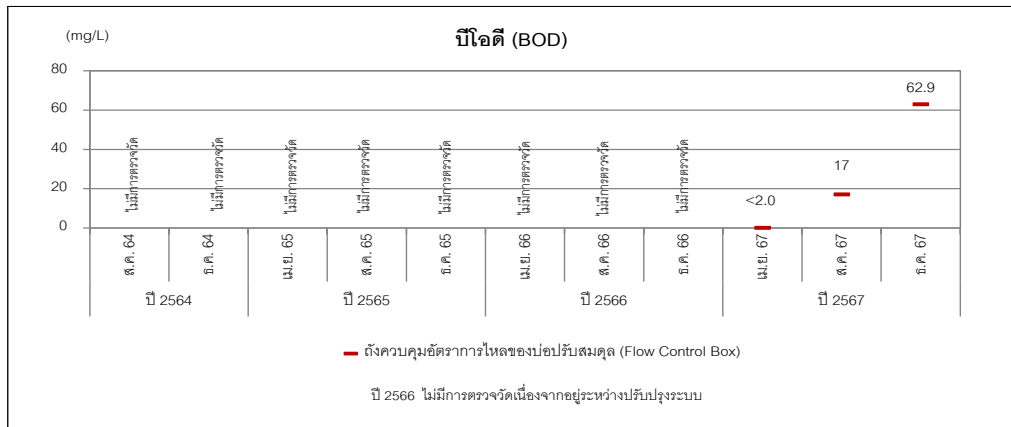 (mg/L)
บีโอดี (BOD)
80
60
40
20
0
ไม่มีการตรวจวัด
ไม่มีการตรวจวัด
ไม่มีการตรวจวัด
ไม่มีการตรวจวัด
ไม่มีการตรวจวัด
ไม่มีการตรวจวัด
ไม่มีการตรวจวัด
ไม่มีการตรวจวัด
<2.0
17
62.9
ส.ค. 64
ธ.ค. 64
เม.ย. 65
ส.ค. 65
ธ.ค. 65
เม.ย. 66
ส.ค. 66
ธ.ค. 66
เม.ย. 67
ส.ค. 67
ธ.ค. 67
ปี 2564
ปี 2565
ปี 2566
ปี 2567
ถังควบคุมอัตราการไหลของบ่อปรับสมดุล (Flow Control Box)
ปี 2566 ไม่มีการตรวจวัดเนื่องจากอยู่ระหว่างปรับปรุงระบบ